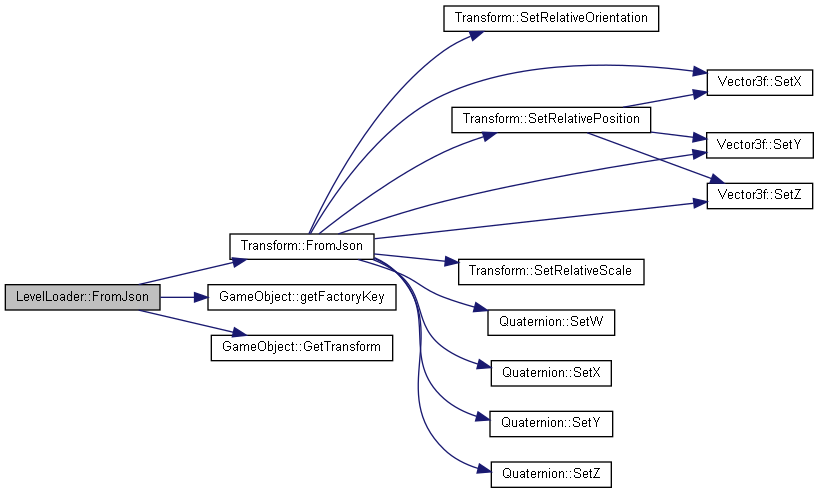 Transform::SetRelativeOrientation
Vector3f::SetX
Transform::SetRelativePosition
Vector3f::SetY
Vector3f::SetZ
Transform::FromJson
Transform::SetRelativeScale
LevelLoader::FromJson
GameObject::getFactoryKey
Quaternion::SetW
GameObject::GetTransform
Quaternion::SetX
Quaternion::SetY
Quaternion::SetZ